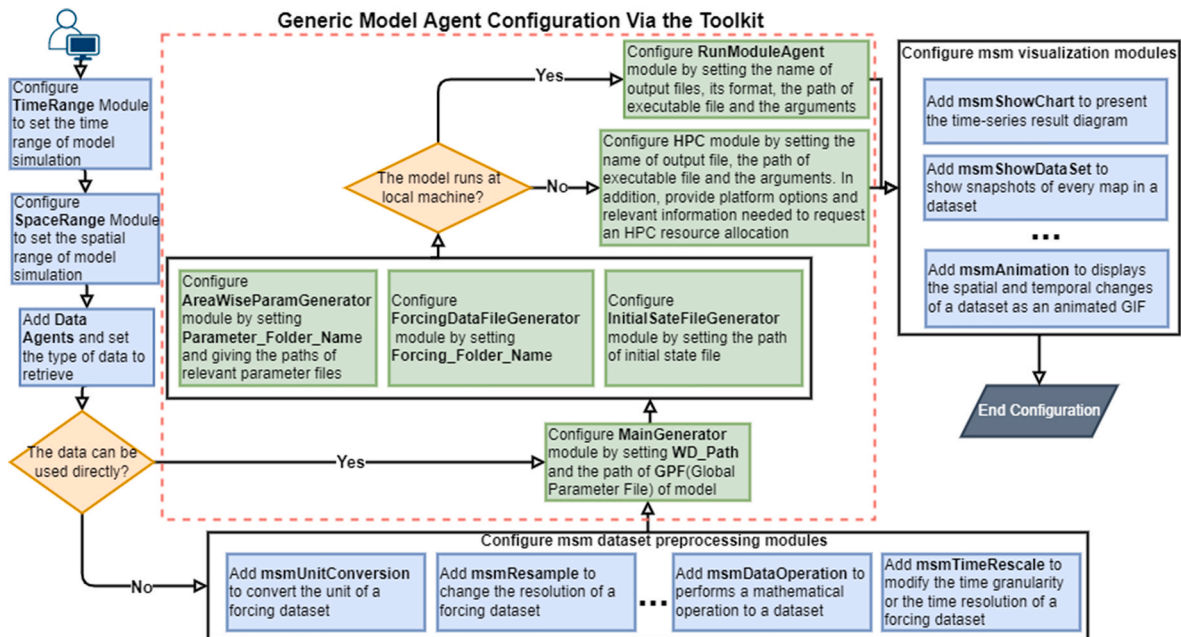 Generic Model Agent Configuration Via the Toolkit
Configure
TimeRange Module
to set the time
range of model
simulation
Configure
SpaceRange Module
to set the spatial
range of model
simulation
Add Data
Agents and set
the type of data to
retrieve
The data can be
used directly?
Yes
No
Configure msm dataset preprocessing modules
Add msmUnitConversion
to convert the unit of a
forcing dataset
Add msmResample to
change the resolution of a
forcing dataset
...
Add msmDataOperation to
performs a mathematical
operation to a dataset
Add msmTimeRescale to
modify the time granularity
or the time resolution of a
forcing dataset
Configure MainGenerator
module by setting WD_Path
and the path of GPF(Global
Parameter File) of model
Configure
AreaWiseParamGenerator
module by setting
Parameter_Folder_Name
and giving the paths of
relevant parameter files
Configure
ForcingDataFileGenerator
module by setting
Forcing_Folder_Name
Configure
InitialSateFileGenerator
module by setting the path
of initial state file
The model runs at
local machine?
Yes
No
Configure RunModuleAgent
module by setting the name of
output files, its format, the path of
executable file and the arguments
Configure HPC module by setting the
name of output file, the path of
executable file and the arguments. In
addition, provide platform options and
relevant information needed to request
an HPC resource allocation
Configure msm visualization modules
Add msmShowChart to present
the time-series result diagram
Add msmShowDataSet to
show snapshots of every map in a
dataset
...
Add msmAnimation to displays
the spatial and temporal changes
of a dataset as an animated GIF
End Configuration